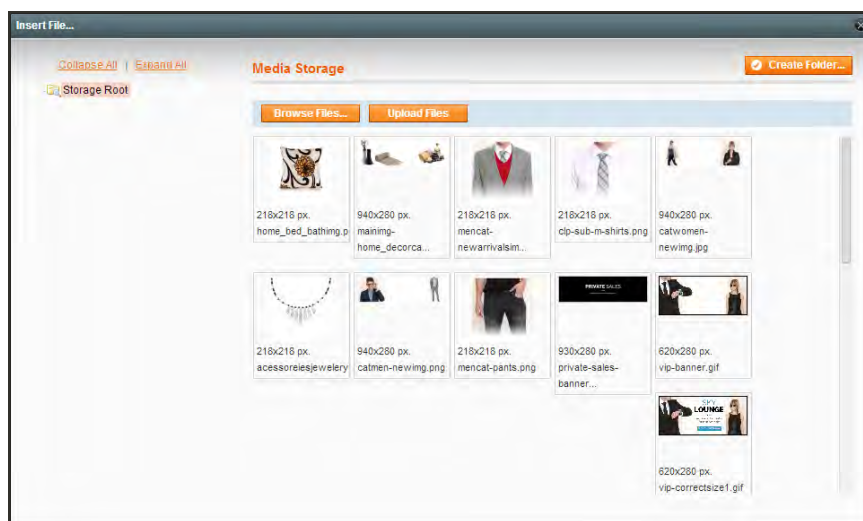 Insert File...
Collapse All | Expand All
Media Storage
Create Folder...
Storage Root
Browse Files...
Upload Files
218x218 px.
home_bed_bathimg.p
940x280 px.
mainimg-
home_decorca...
218x218 px.
mencat-
newarrivalsim...
218x218 px.
clp-sub-m-shirts.png
940x280 px.
catwomen-
newimg.jpg
PRIVATE SALES
218x218 px.
acessoreiesjewelery
940x280 px.
catmen-newimg.png
218x218 px.
mencat-pants.png
930x280 px.
private-sales-
banner...
620x280 px.
vip-banner.gif
SKY
LOUNGE
620x280 px.
vip-correctsize1.gif